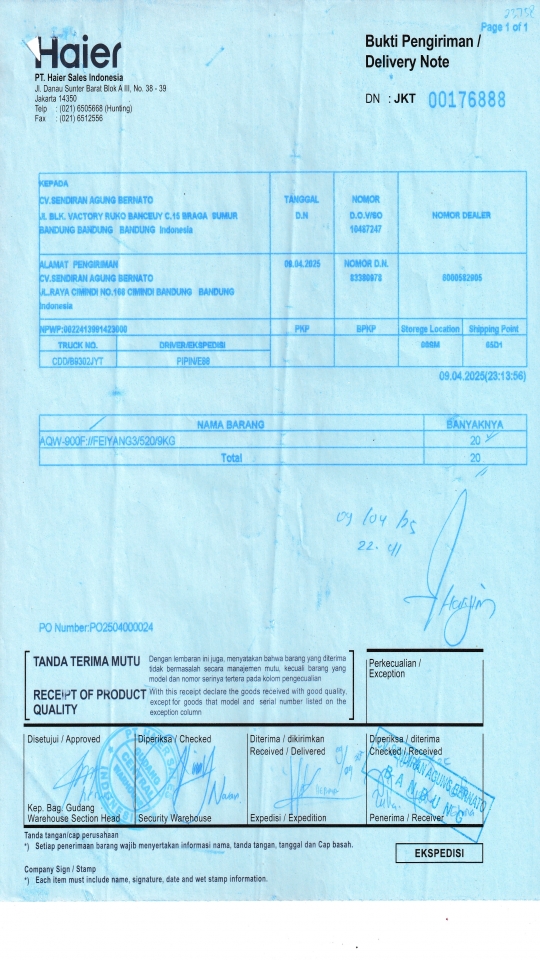 Page 1 of 1
Haier
PT. Haier Sales Indonesia
Jl. Danau Sunter Barat Blok A III, No. 38 - 39
Jakarta 14350
Telp : (021) 6505668 (Hunting)
Fax : (021) 6512556
Bukti Pengiriman /
Delivery Note
DN : JKT 00176888
KEPADA
CV.SENDIRAN AGUNG BERNATO
Jl. BLK. VACTORY RUKO BANCEUY C.15 BRAGA SUMUR
BANDUNG BANDUNG BANDUNG Indonesia
TANGGAL
D.N
NOMOR
D.O.V/SO
10487247
NOMOR DEALER
ALAMAT PENGIRIMAN
CV.SENDIRAN AGUNG BERNATO
JL.RAYA CIMINDI NO.168 CIMINDI BANDUNG BANDUNG
Indonesia
09.04.2025
NOMOR D.N.
PKP
BPKP
Storege Location
Shipping Point
TRUCK NO.
DRIVER/EKSPEDISI
CDD/B9302JYT
09.04.2025(23:13:56)
NAMA BARANG
BANYAKNYA
AQW-900F://FEIYANG3/520/9KG
20
Total
20
09/04/25
22.41
Hasjim
PO Number:PO2504000024
TANDA TERIMA MUTU
Dengan lembaran ini juga, menyatakan bahwa barang yang diterima
tidak bermasalah secara manajemen mutu, kecuali barang yang
model dan nomor serinya tertera pada kolom pengecualian
RECEIPT OF PRODUCT
QUALITY
With this receipt declare the goods received with good quality,
except for goods that model and serial number listed on the
exception column
Perkecualian /
Exception
Disetujui / Approved
Diperiksa / Checked
Diterima / dikirimkan
Received / Delivered
Diperiksa / diterima
Checked / Received
AGUNG BERNATO
BANDUNG
Kep. Bag. Gudang
Warehouse Section Head
Security Warehouse
Expedisi / Expedition
Penerima / Receiver
Tanda tangan/cap perusahaan
*) Setiap penerimaan barang wajib menyertakan informasi nama, tanda tangan, tanggal dan Cap basah.
EKSPEDISI
Company Sign / Stamp
*) Each item must include name, signature, date and wet stamp information.